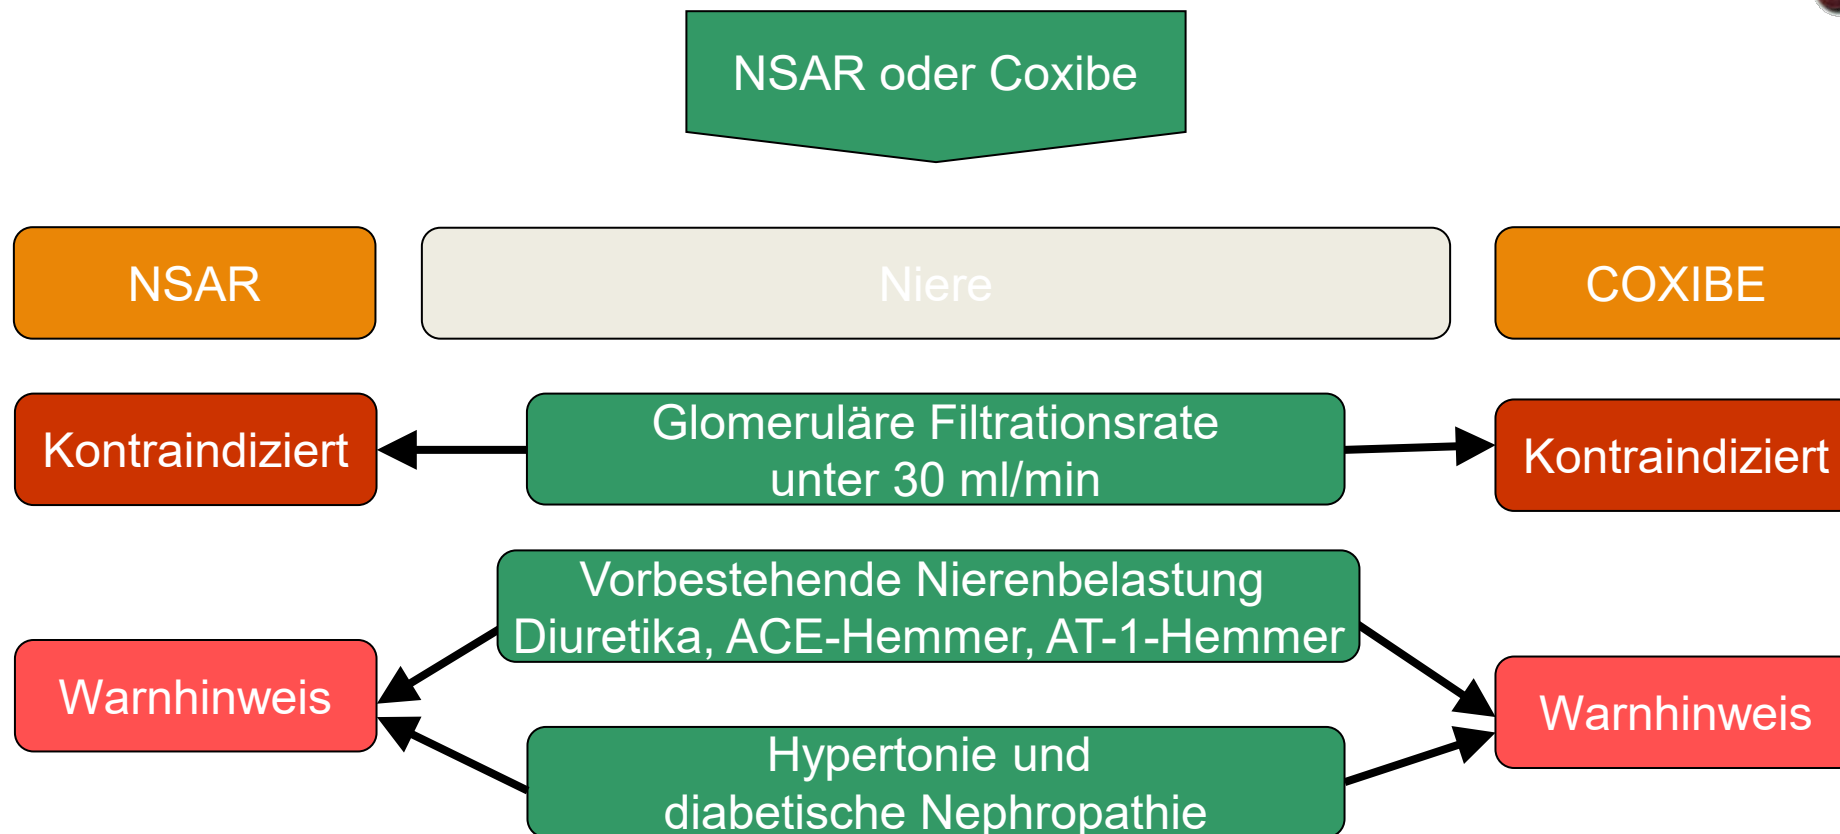 NSAR oder Coxibe
NSAR
Niere
COXIBE
Kontraindiziert
Glomeruläre Filtrationsrate
unter 30 ml/min
Kontraindiziert
Vorbestehende Nierenbelastung
Diuretika, ACE-Hemmer, AT-1-Hemmer
Warnhinweis
Warnhinweis
Hypertonie und
diabetische Nephropathie